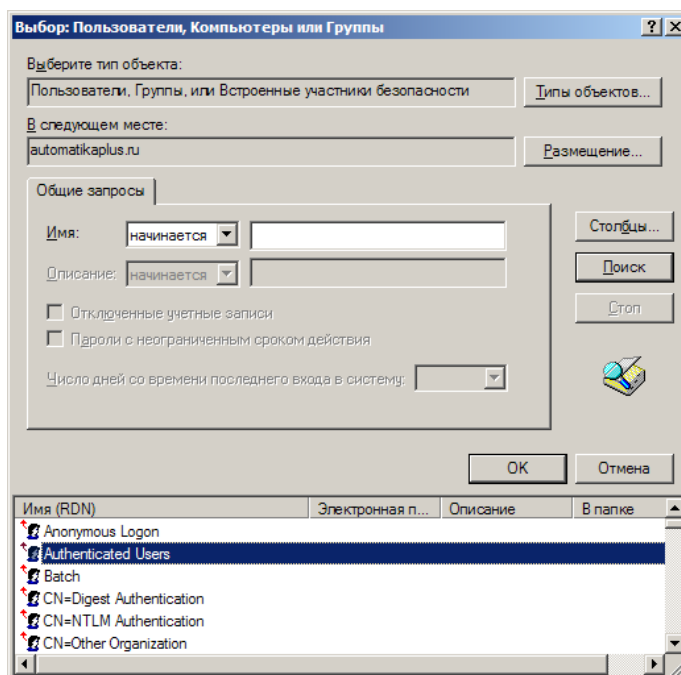 Выбор: Пользователи, Компьютеры или Группы
Выберите тип объекта:
Пользователи, Группы, или Встроенные участники безопасности
Типы объектов...
В следующем месте:
automatikaplus.ru
Размещение...
Общие запросы
Имя:
начинается
Столбцы...
Описание:
начинается
Поиск
Отключенные учетные записи
Стоп
Пароли с неограниченным сроком действия
Число дней со времени последнего входа в систему:
OK
Отмена
Имя (RDN) Электронная п... Описание В папке
Anonymous Logon
Authenticated Users
Batch
CN=Digest Authentication
CN=NTLM Authentication
CN=Other Organization